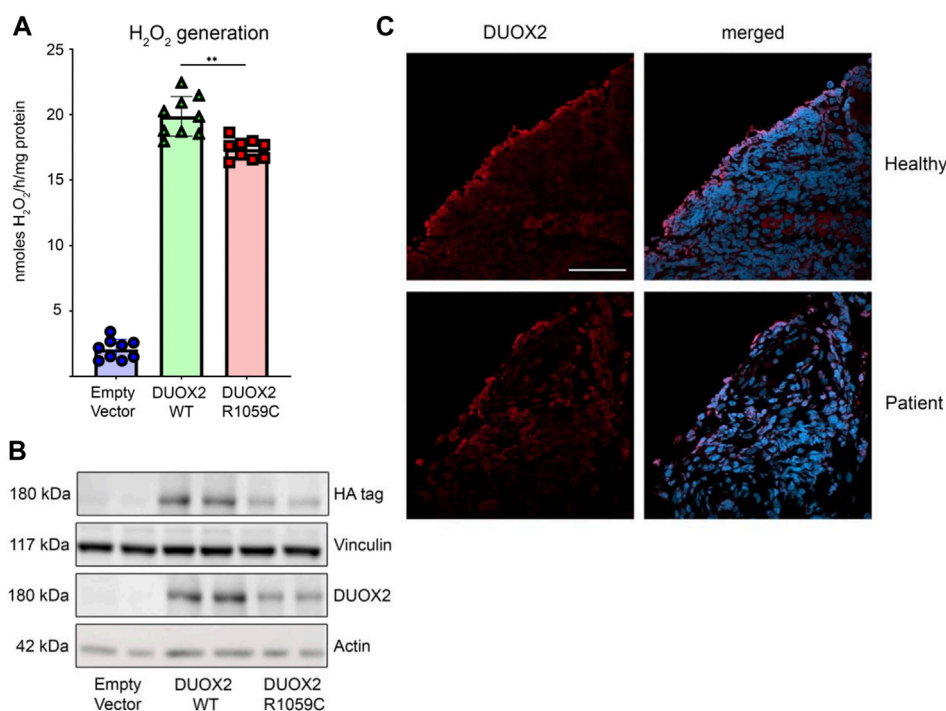 A
H₂O₂ generation
nmoles H₂O₂/h/mg protein
25
20
15
10
5
**
Empty
Vector
DUOX2
WT
DUOX2
R1059C
B
180 kDa
HA tag
117 kDa
Vinculin
180 kDa
DUOX2
42 kDa
Actin
Empty
Vector
DUOX2
WT
DUOX2
R1059C
C
DUOX2
merged
Healthy
Patient